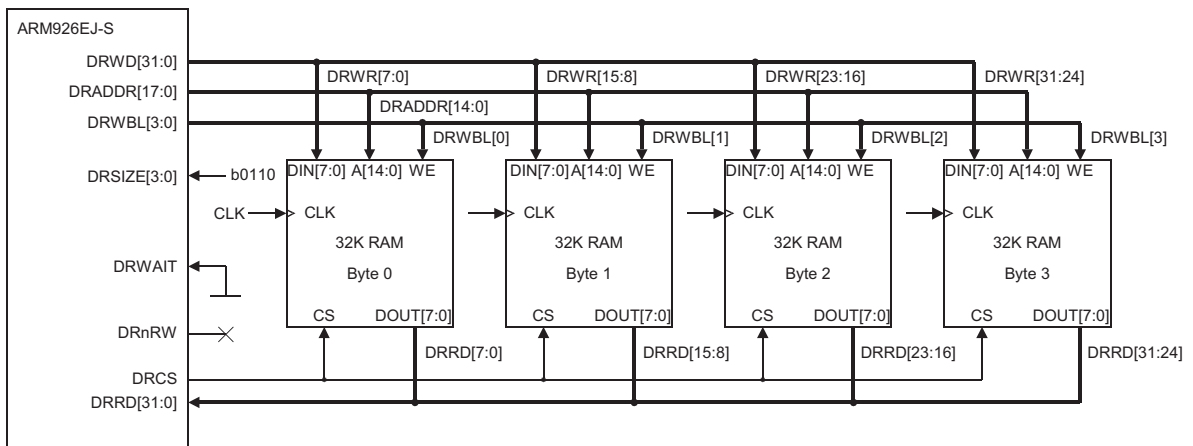 ARM926EJ-S
DRWD[31:0]
DRWR[7:0]
DRWR[15:8]
DRWR[23:16]
DRWR[31:24]
DRADDR[17:0]
DRADDR[14:0]
DRWBL[3:0]
DRWBL[0]
DRWBL[1]
DRWBL[2]
DRWBL[3]
DRSIZE[3:0]
b0110
DIN[7:0] A[14:0] WE
DIN[7:0] A[14:0] WE
DIN[7:0] A[14:0] WE
DIN[7:0] A[14:0] WE
CLK
CLK
CLK
CLK
CLK
32K RAM
32K RAM
32K RAM
32K RAM
DRWAIT
Byte 0
Byte 1
Byte 2
Byte 3
CS DOUT[7:0]
CS DOUT[7:0]
CS DOUT[7:0]
CS DOUT[7:0]
DRnRW
DRRD[7:0]
DRRD[15:8]
DRRD[23:16]
DRRD[31:24]
DRCS
DRRD[31:0]